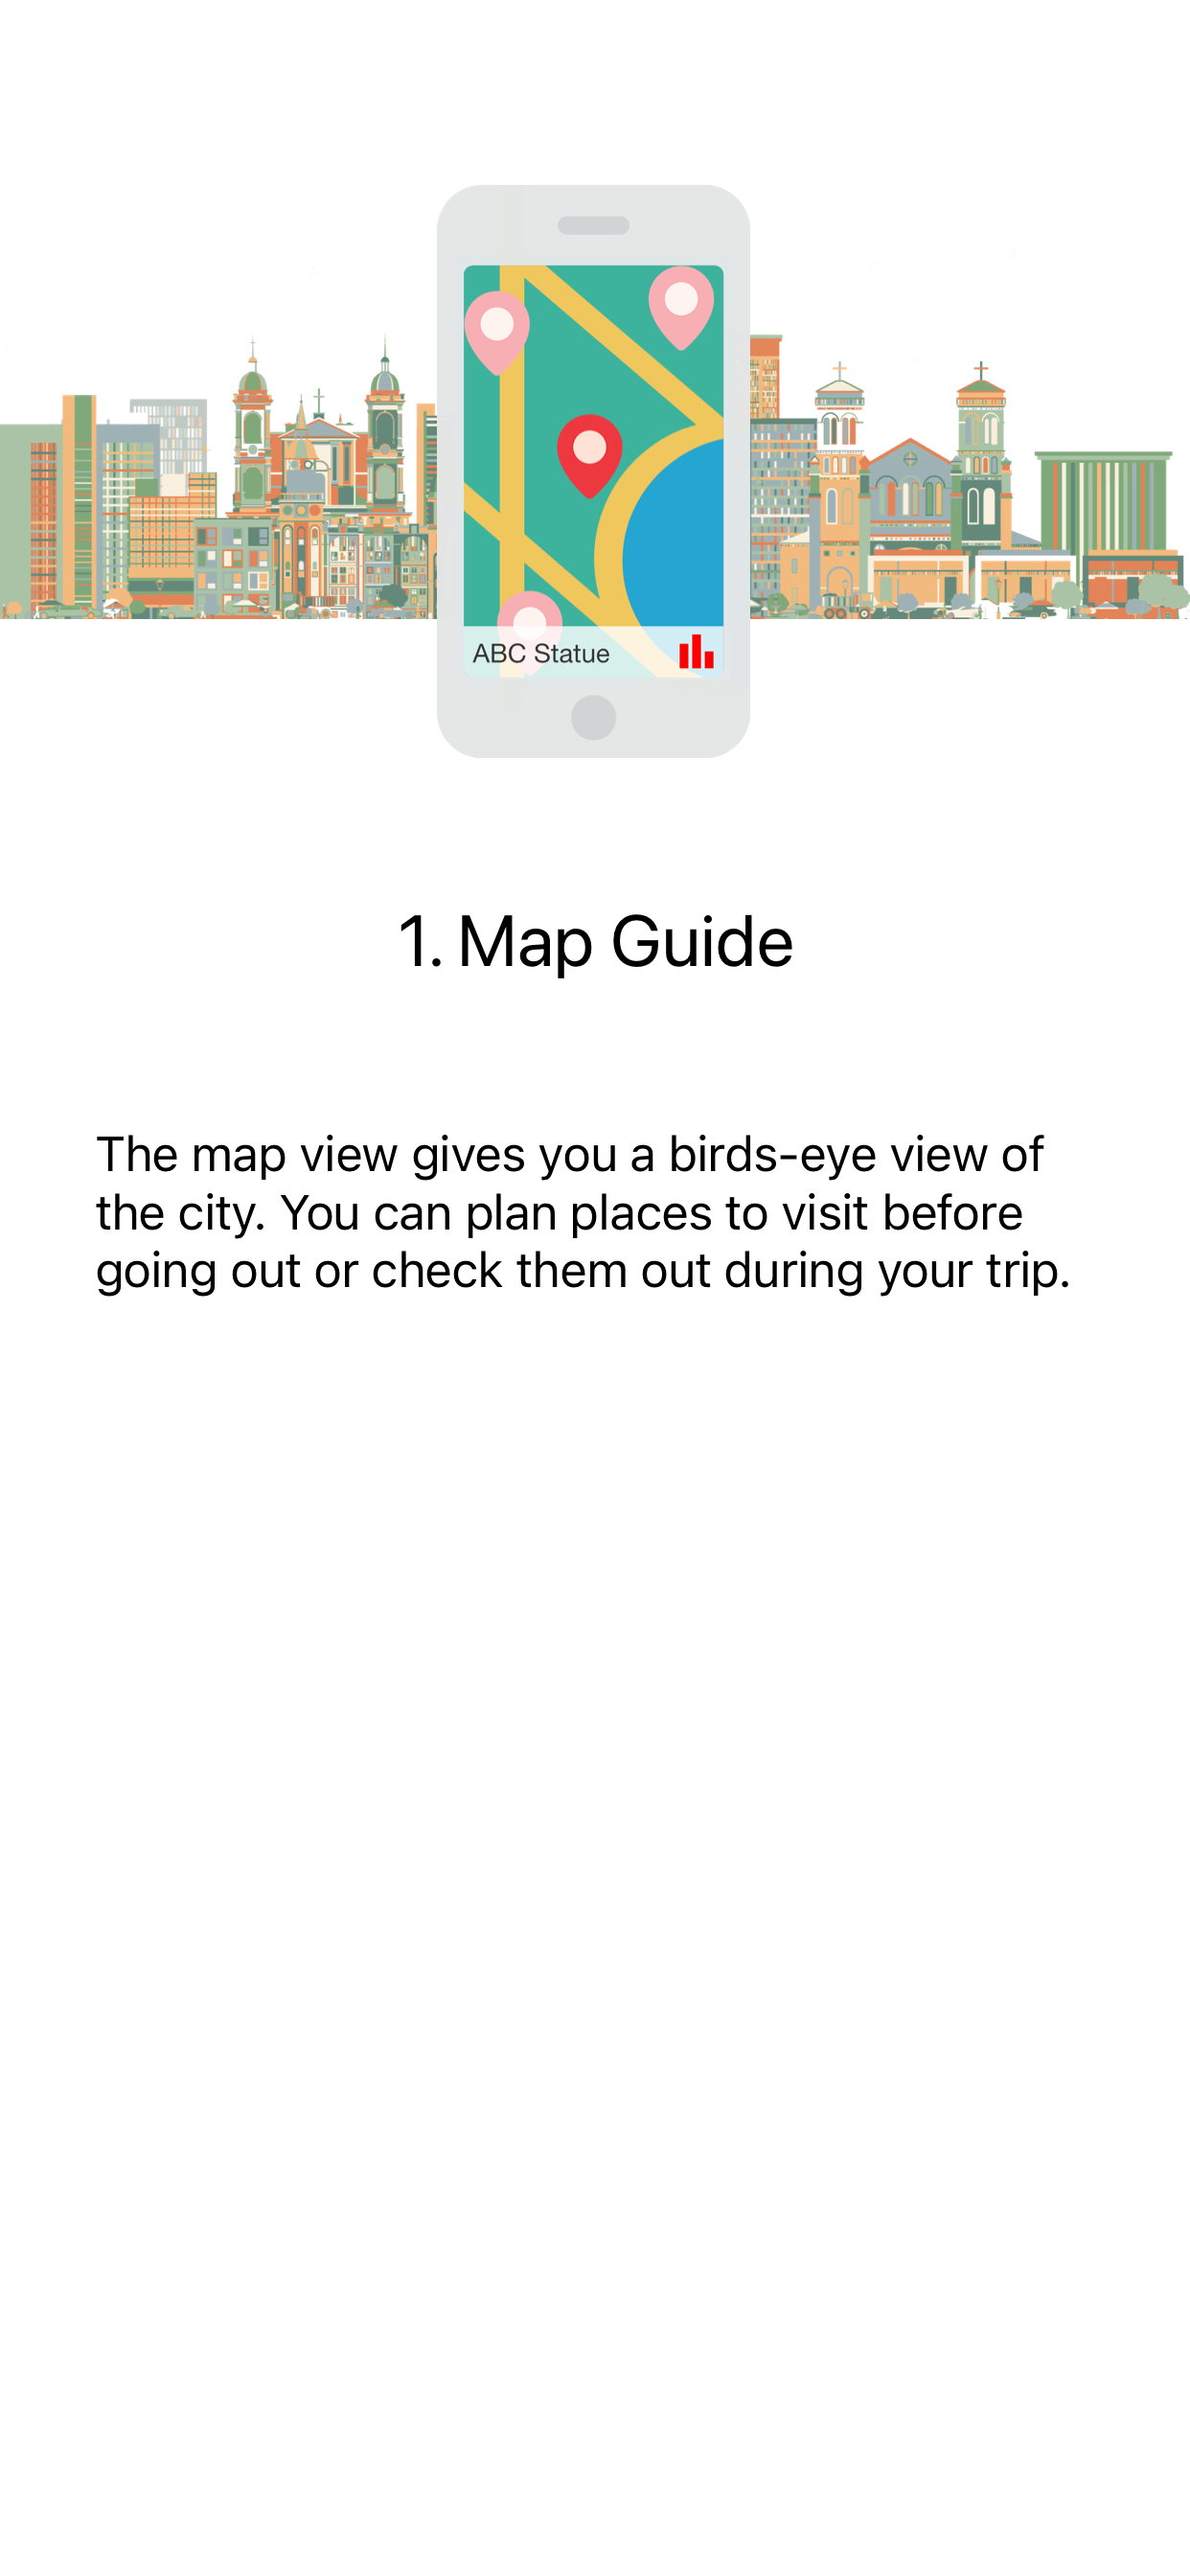 ABC Statue
1. Map Guide
The map view gives you a birds-eye view of
the city. You can plan places to visit before
going out or check them out during your trip.